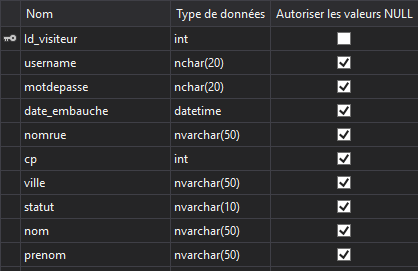 Nom Type de données Autoriser les valeurs NULL
Id_visiteur int
username nchar(20)
motdepasse nchar(20)
date_embauche datetime
nomrue nvarchar(50)
cp int
ville nvarchar(50)
statut nvarchar(10)
nom nvarchar(50)
prenom nvarchar(50)